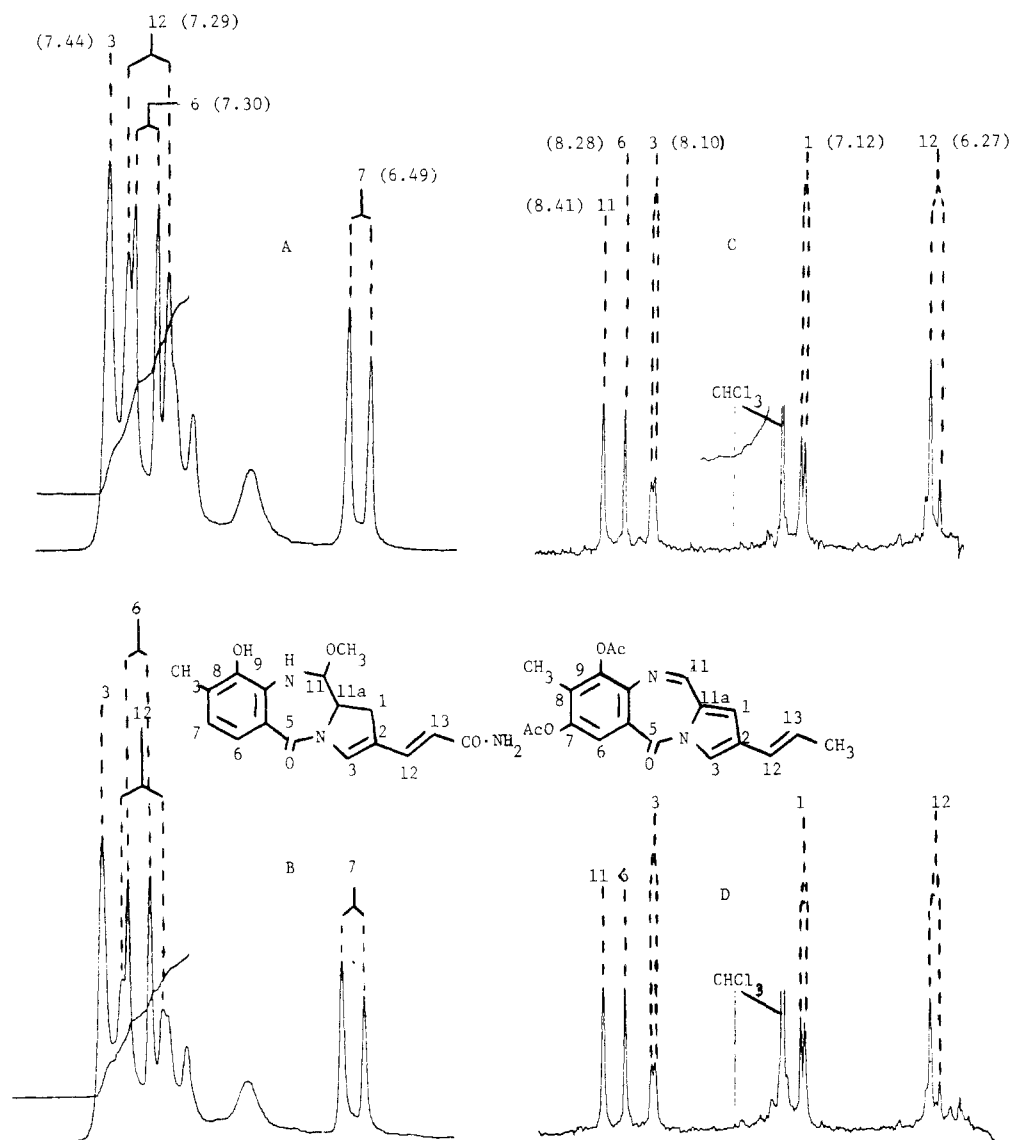 12 (7.29)
(7.44) 3
6 (7.30)
7 (6.49)
A
(8.28) 6 3 (8.10) 1 (7.12) 12 (6.27)
(8.41) 11
C
CHCl3
6
3
12
7
B
OH
H
N
OCH3
CH3
8
9
11
11a
1
7
6
5
N
2
13
CO·NH2
O
3
12
OAc
CH3
9
N
11
8
11a
1
AcO
7
6
5
N
2
13
CH3
O
3
12
3
1
12
11 6
D
CHCl3